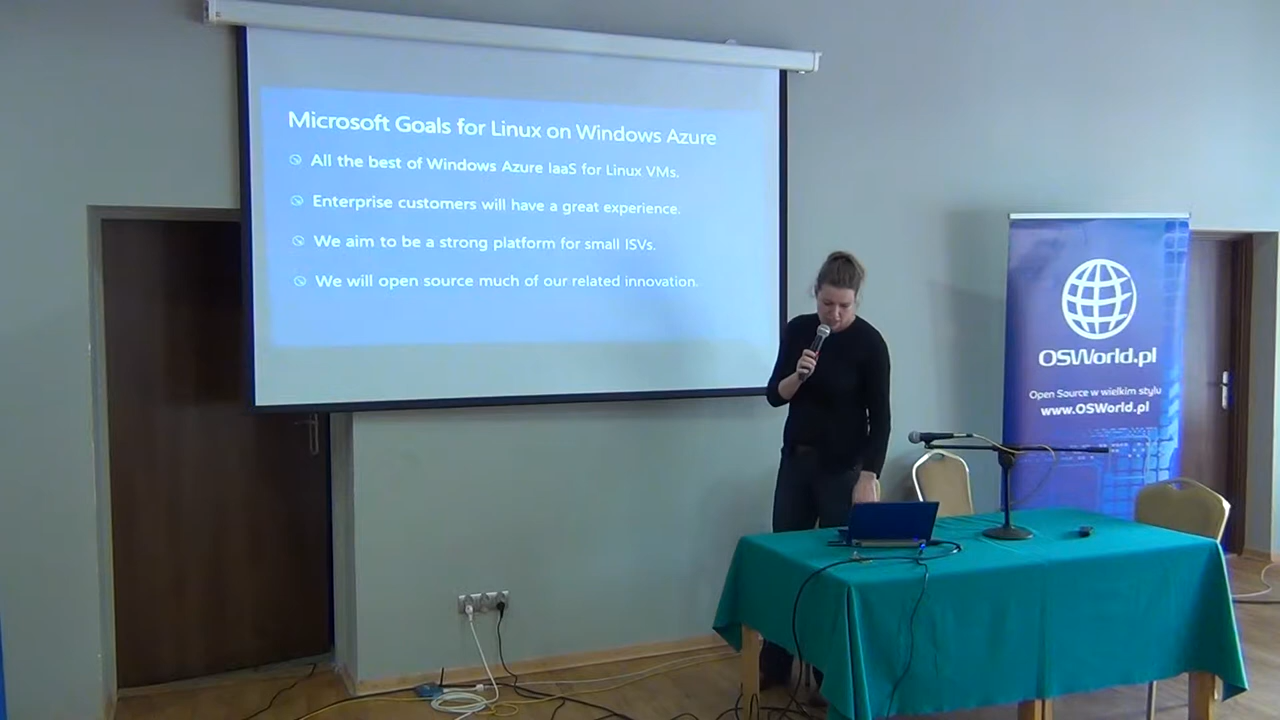 Microsoft Goals for Linux on Windows Azure
All the best of Windows Azure IaaS for Linux VMs.
Enterprise customers will have a great experience.
We aim to be a strong platform for small ISVs.
We will open source much of our related innovation.
OSWorld.pl
Open Source w wielkim stylu
www.OSWorld.pl